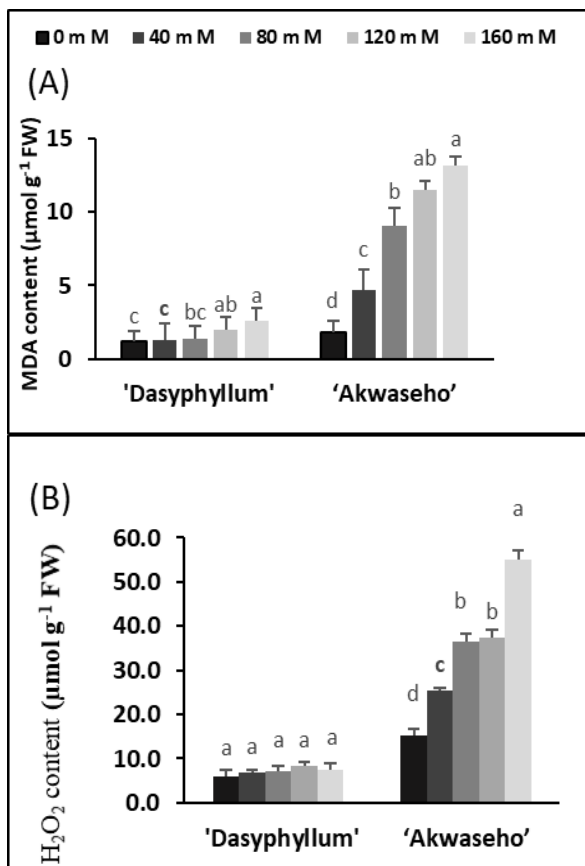 0 m M 40 m M 80 m M 120 m M 160 m M
(A)
MDA content (µmol g⁻¹ FW)
15
10
5
0
c c bc ab a
d c b ab a
'Dasyphyllum' ‘Akwaseho’
(B)
H₂O₂ content (µmol g⁻¹ FW)
60.0
50.0
40.0
30.0
20.0
10.0
0.0
a a a a a
d c b b a
'Dasyphyllum' ‘Akwaseho’